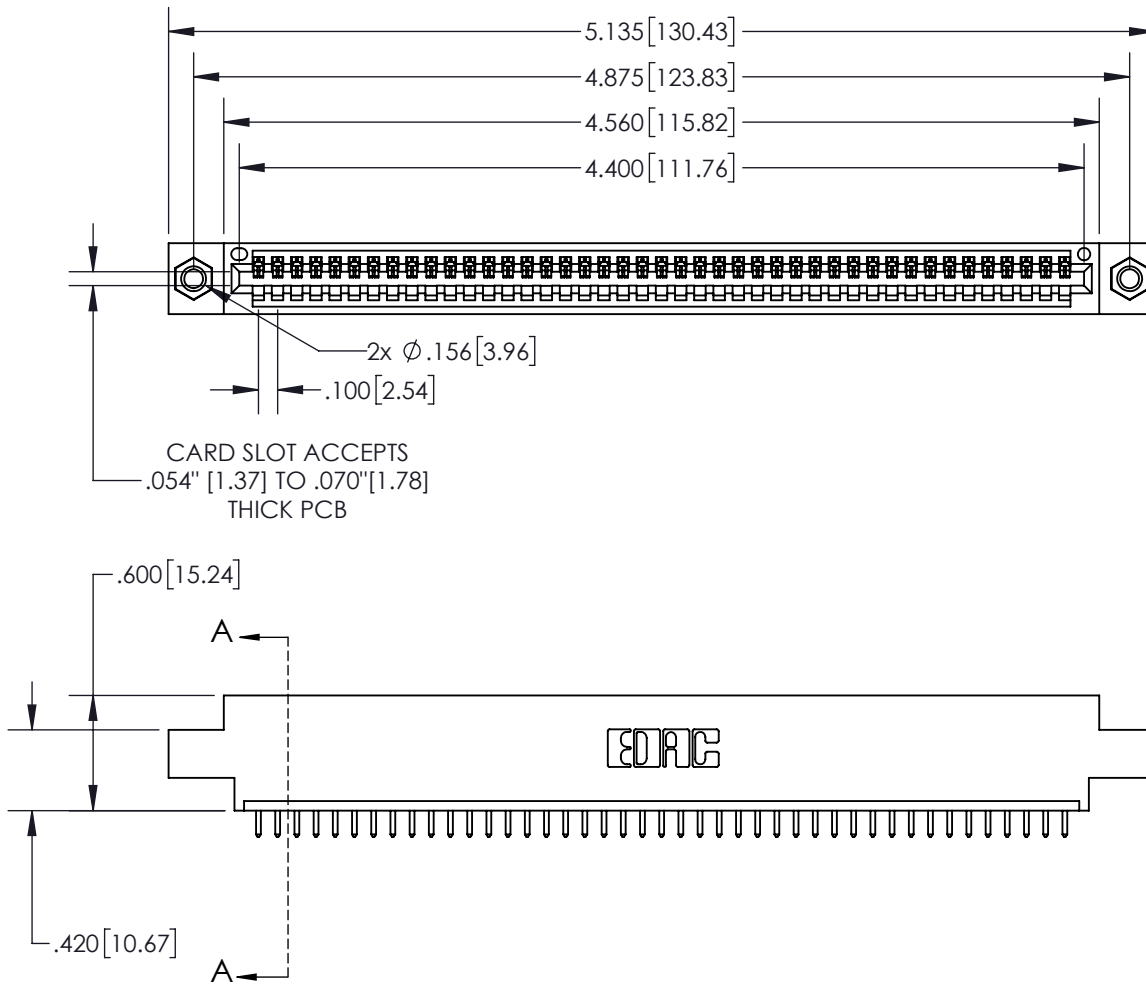 5.135[130.43]
4.875[123.83]
4.560[115.82]
4.400[111.76]
2x Ø .156[3.96]
.100[2.54]
CARD SLOT ACCEPTS
.054" [1.37] TO .070"[1.78]
THICK PCB
.600[15.24]
A
EDAC
.420[10.67]
A